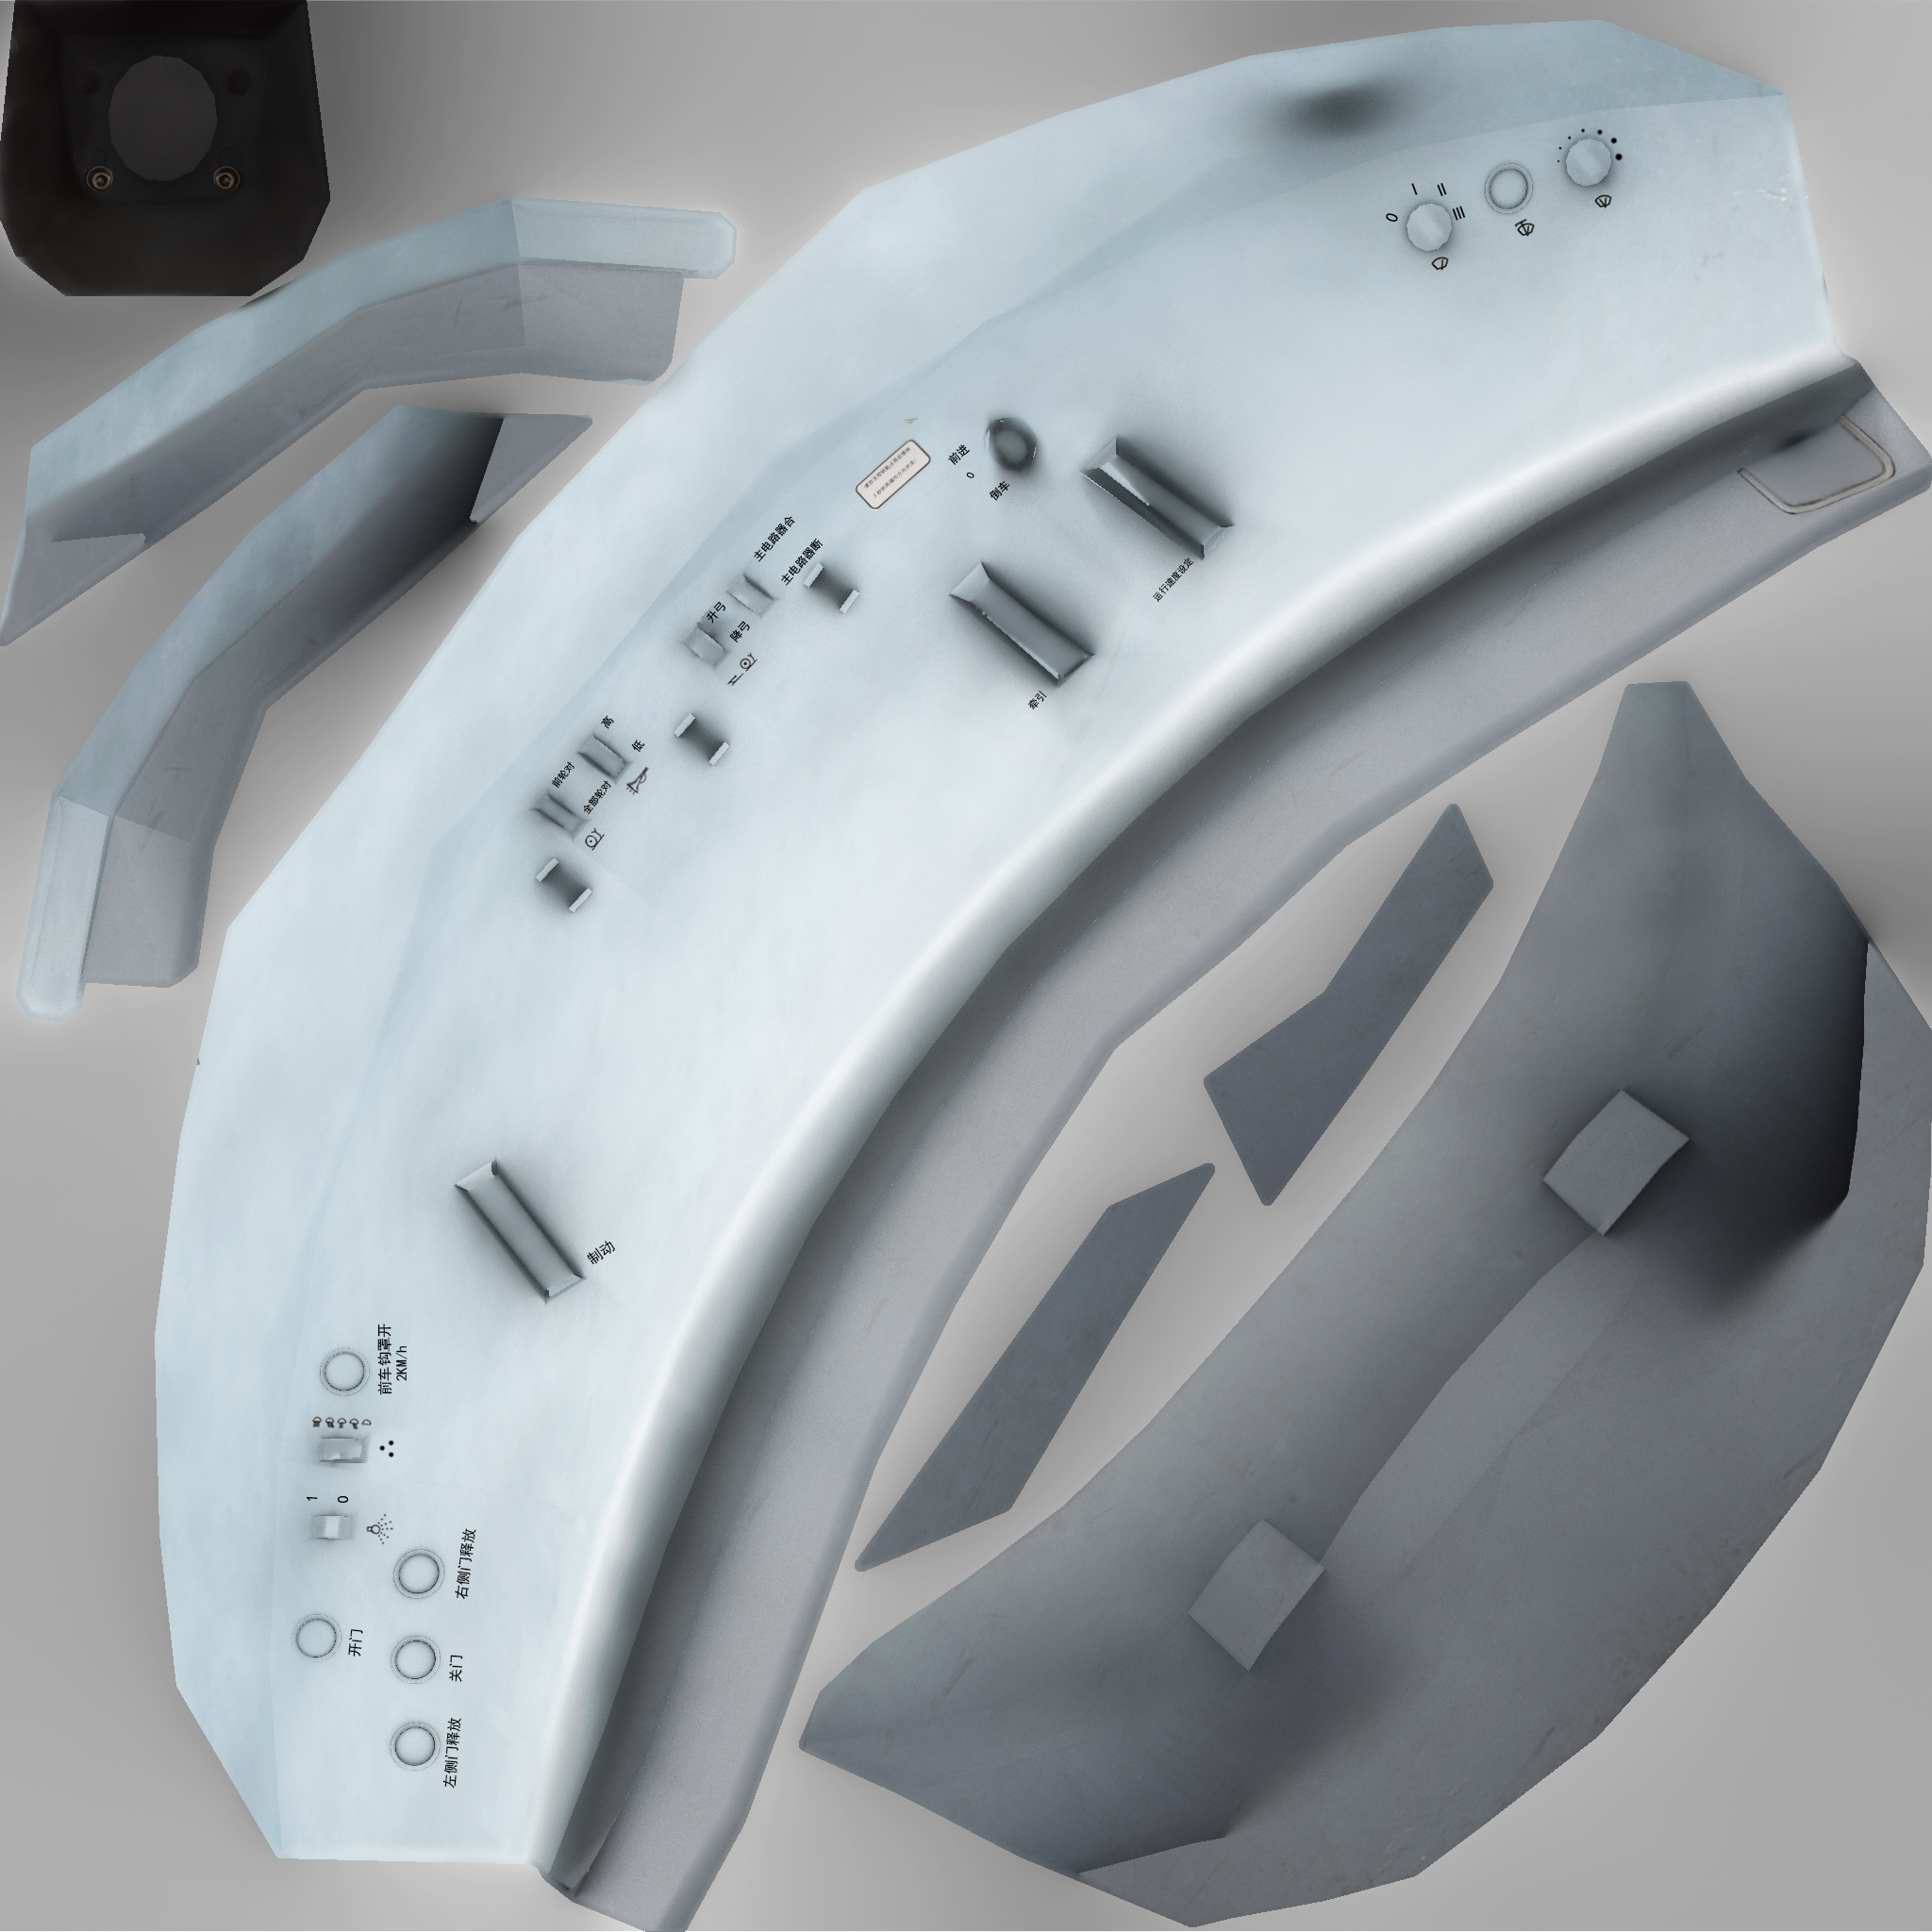 0
I
II
III
前进
0
倒车
主电路器合
主电路器断
升弓
降弓
运行速度设定
牵引
高
低
前轮对
全部轮对
制动
前车钩罩开
2KM/h
1
0
右侧门释放
开门
关门
左侧门释放